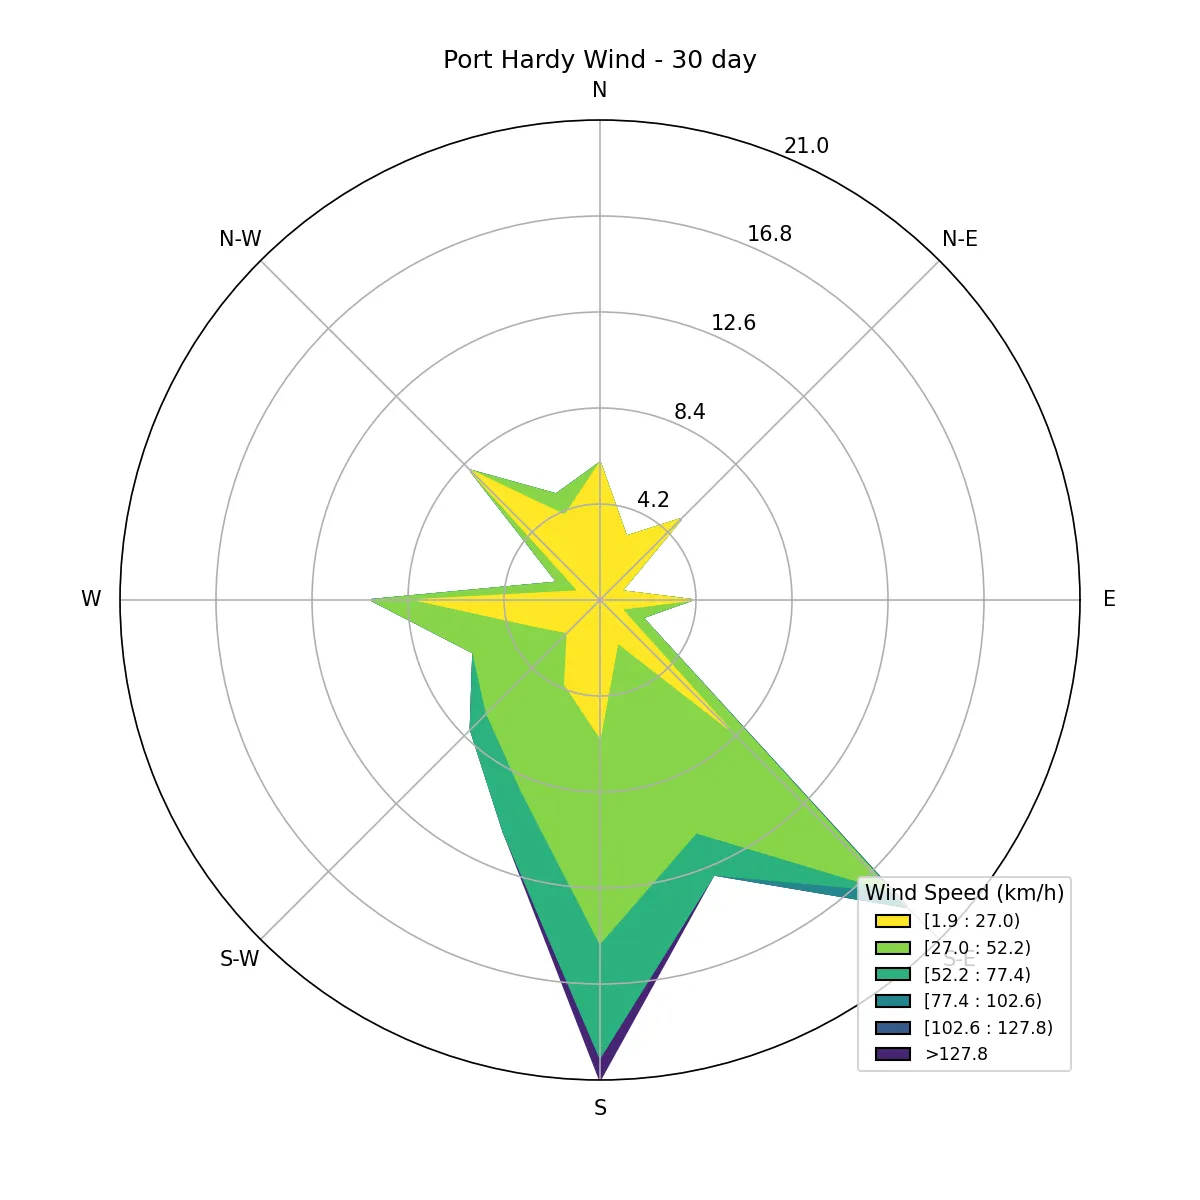 Port Hardy Wind - 30 day
N
21.0
16.8
N-W
N-E
12.6
8.4
4.2
W
E
Wind Speed (km/h)
[1.9 : 27.0)
[27.0 : 52.2)
S-W
S-E
[52.2 : 77.4)
[77.4 : 102.6)
[102.6 : 127.8)
>127.8
S